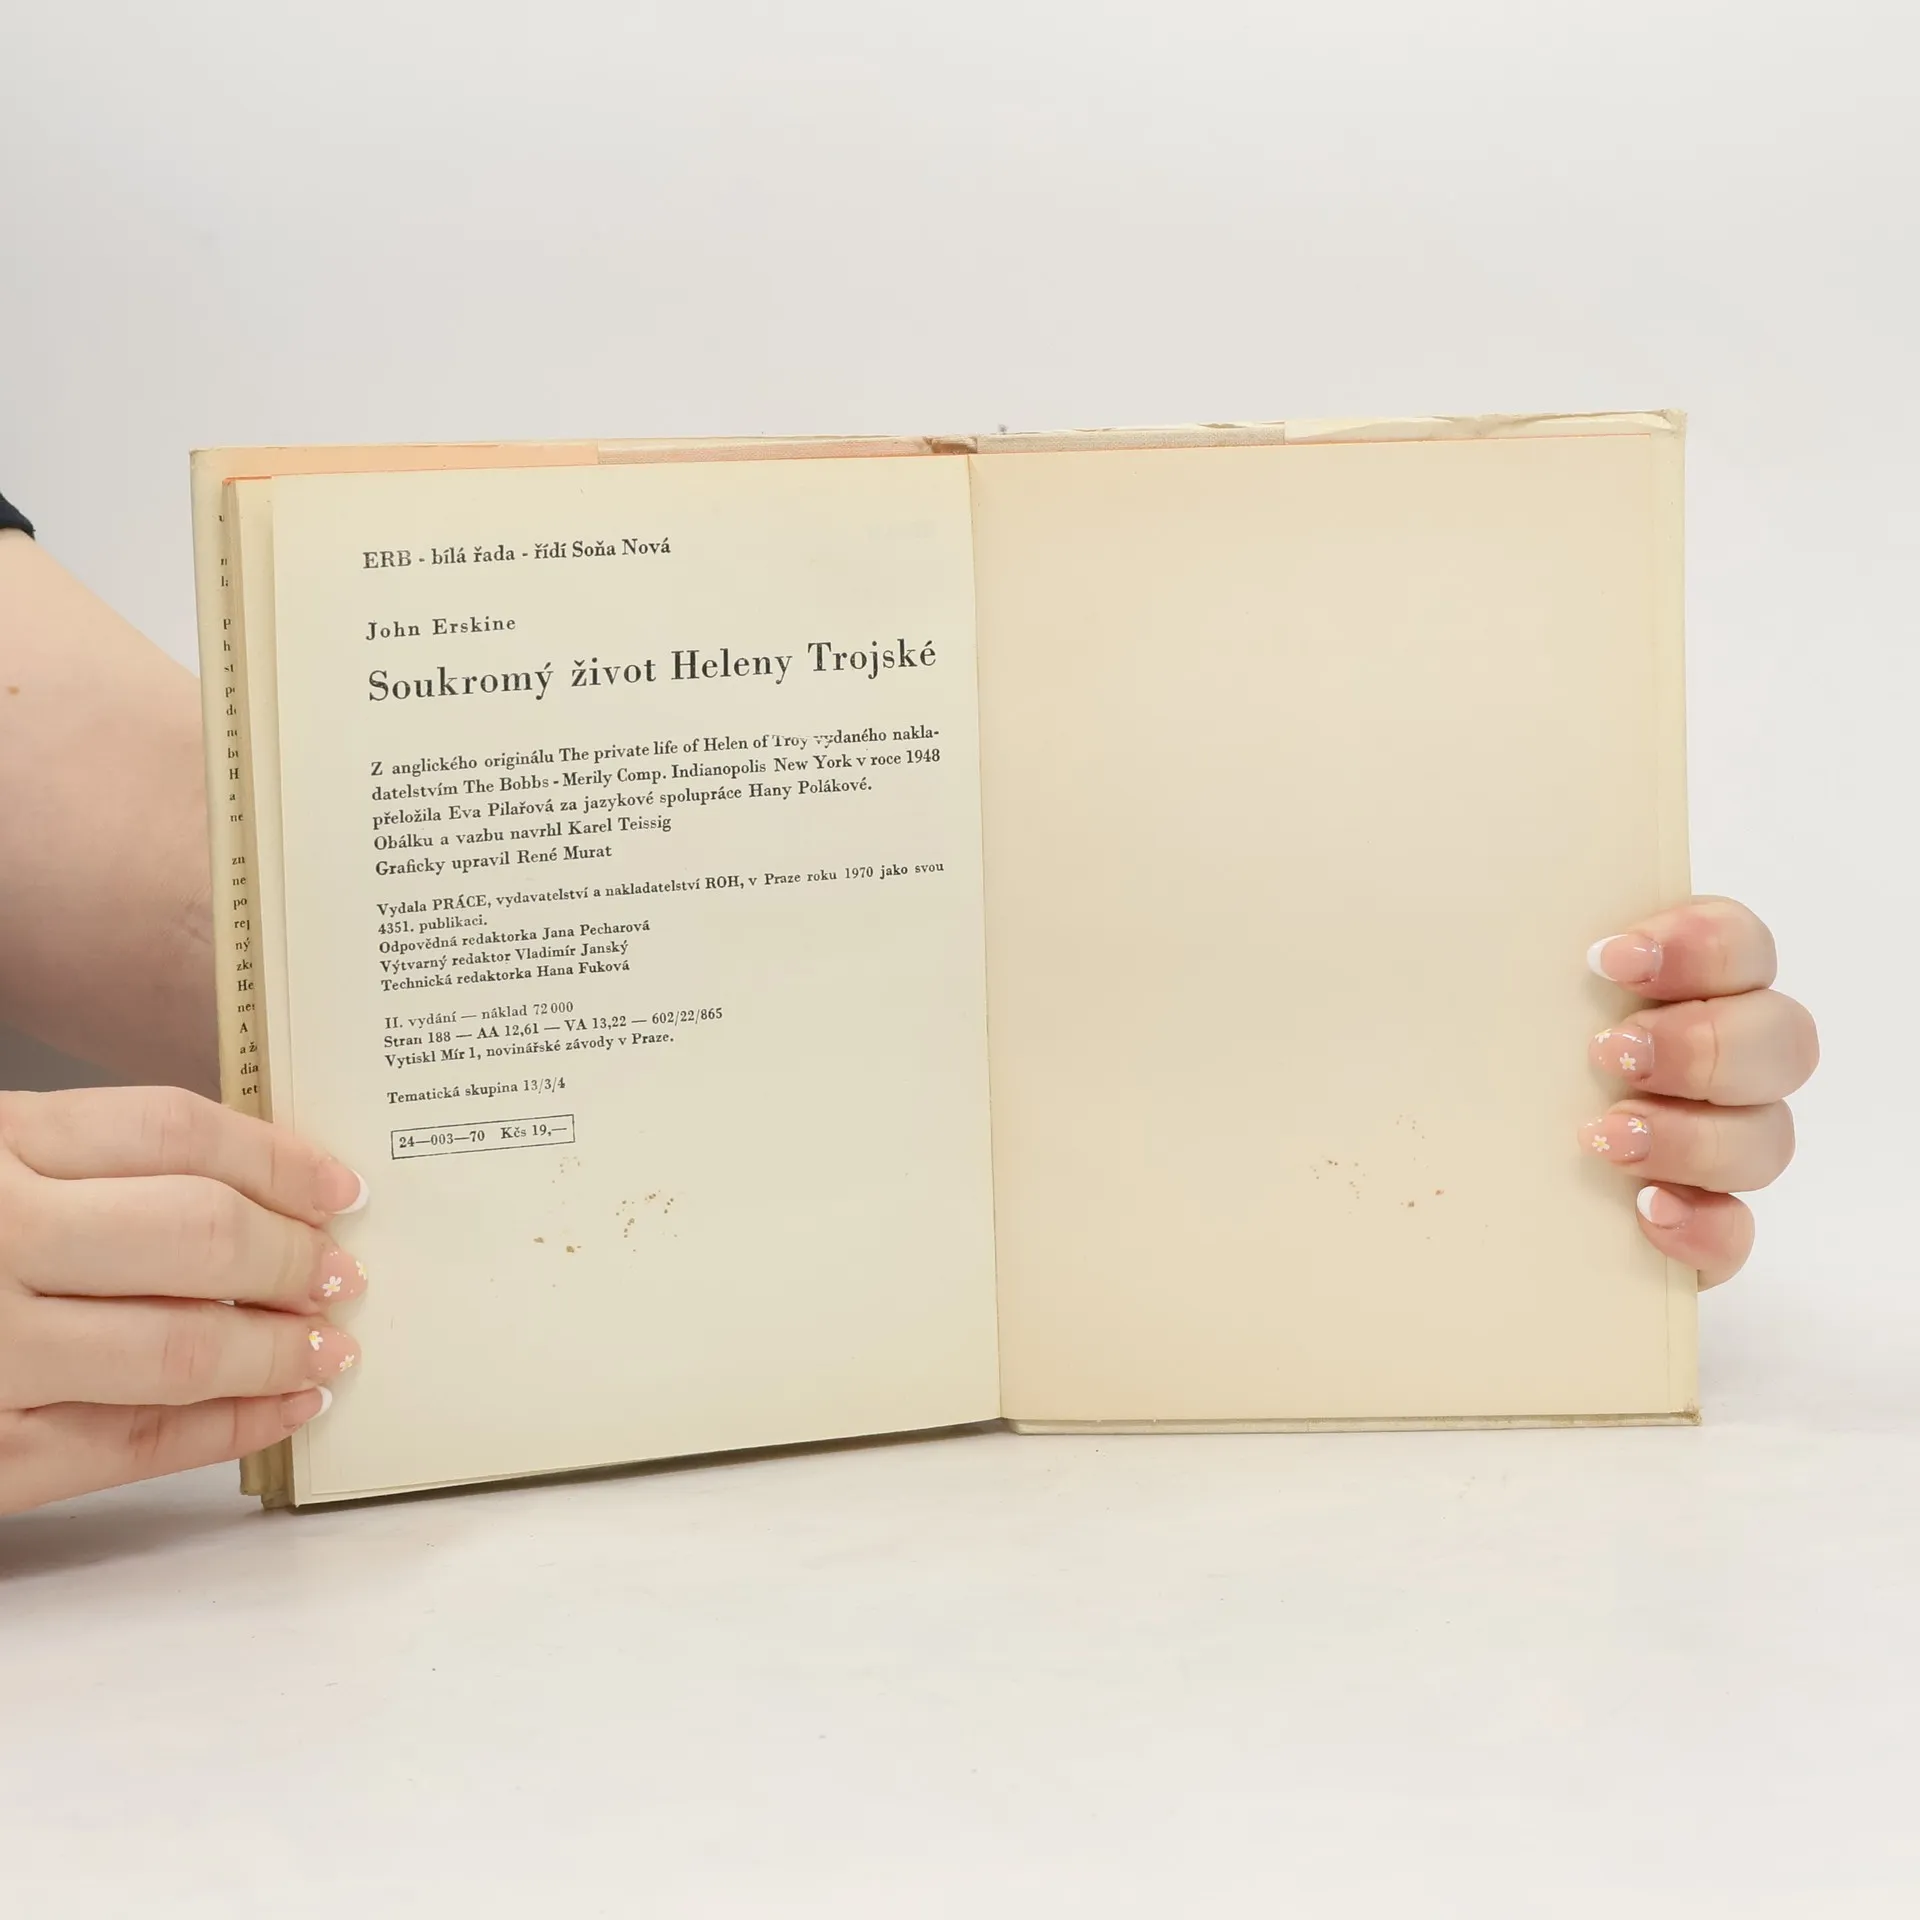 ERB - bílá řada - řídí Soňa Nová
John Erskine
Soukromý život Heleny Trojské
Z anglického originálu The private life of Helen of Troy vydaného nakla-
datelstvím The Bobbs - Merily Comp. Indianopolis New York v roce 1948
přeložila Eva Pilařová za jazykové spolupráce Hany Polákové.
Obálku a vazbu navrhl Karel Teissig
Graficky upravil René Murat
Vydala PRÁCE, vydavatelství a nakladatelství ROH, v Praze roku 1970 jako svou
4351. publikaci.
Odpovědná redaktorka Jana Pecharová
Výtvarný redaktor Vladimír Janský
Technická redaktorka Hana Fuková
II. vydání — náklad 72 000
Stran 188 — AA 12,61 — VA 13,22 — 602/22/865
Vytiskl Mír 1, novinářské závody v Praze.
Tematická skupina 13/3/4
24—003—70 Kčs 19,—